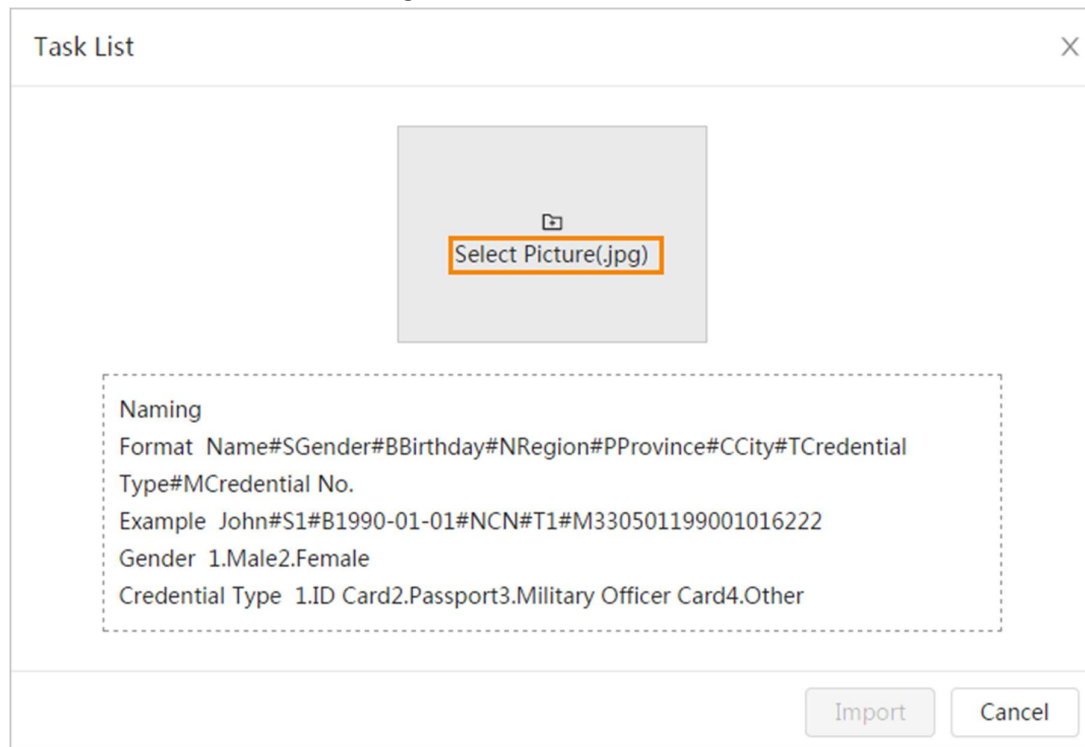 Task List
Select Picture(.jpg)
Naming
Format Name#SGender#BBirthday#NRegion#PProvince#CCity#TCredential
Type#MCredential No.
Example John#S1#B1990-01-01#NCN#T1#M330501199001016222
Gender 1.Male2.Female
Credential Type 1.ID Card2.Passport3.Military Officer Card4.Other
Import Cancel